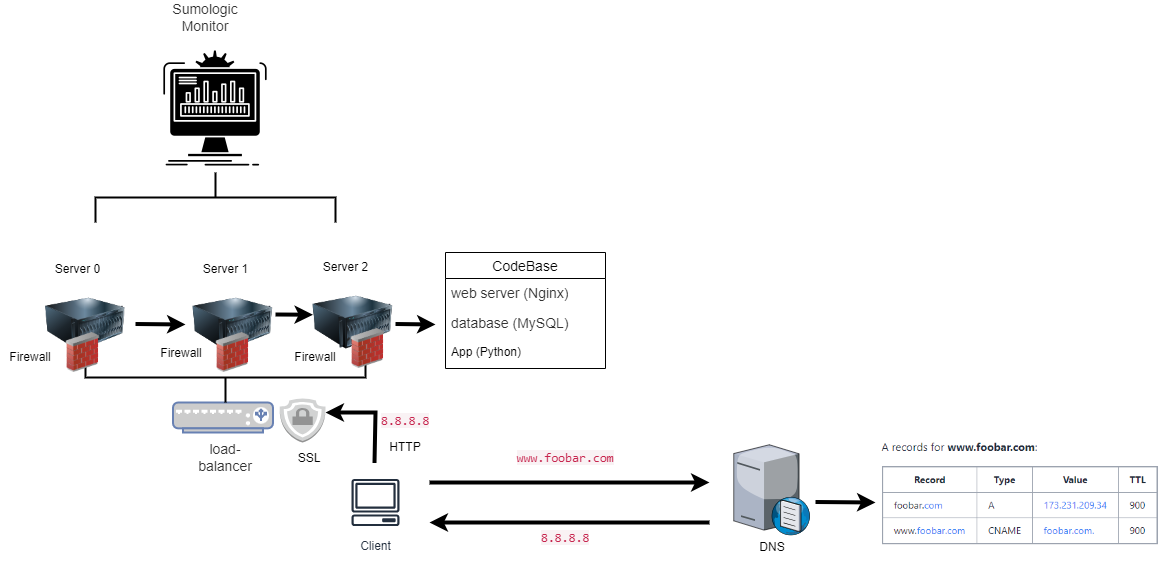 Sumologic
Monitor
Server 0
Server 1
Server 2
CodeBase
web server (Nginx)
database (MySQL)
App (Python)
Firewall
Firewall
Firewall
load-
balancer
SSL
8.8.8.8
HTTP
Client
www.foobar.com
8.8.8.8
DNS
A records for www.foobar.com:
Record Type Value TTL
foobar.com A 173.231.209.34 900
www.foobar.com CNAME foobar.com. 900